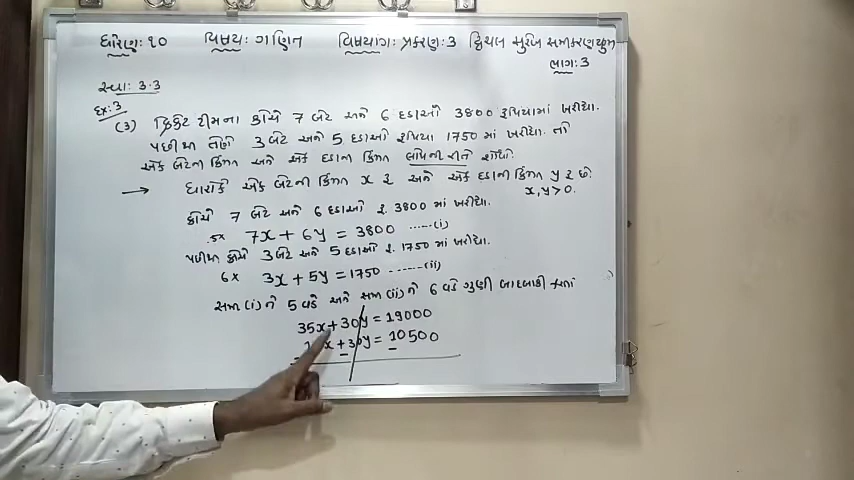 ધોરણ: ૧૦ વિષય: ગણિત વિષયાંગ: પ્રકરણ: 3 દ્વિચલ સુરેખ સમીકરણયુગ્મ
ભાગ: 3
સ્વા: 3.3
Ex: 3
(3) ક્રિકેટ ટીમના કોચે 7 બેટ અને 6 દડાઓ 3800 રૂપિયામાં ખરીદ્યા.
પછીથી તેણે 3 બેટ અને 5 દડાઓ રૂપિયા 1750 માં ખરીદ્યા. તો
એક બેટની કિંમત અને એક દડાની કિંમત લોપની રીતે શોધો.
→ ધારોકે એક બેટની કિંમત x રૂ અને એક દડાની કિંમત y રૂ છે.
x, y > 0.
કોચે 7 બેટ અને 6 દડાઓ રૂ. 3800 માં ખરીદ્યા.
5x 7x + 6y = 3800 ......(i)
પછીથી કોચે 3 બેટ અને 5 દડાઓ રૂ. 1750 માં ખરીદ્યા.
6x 3x + 5y = 1750 ......(ii)
સમી (i) ને 5 વડે અને સમી (ii) ને 6 વડે ગુણી બાદબાકી કરતાં
35x + 30y = 19000
x + 30y = 10500